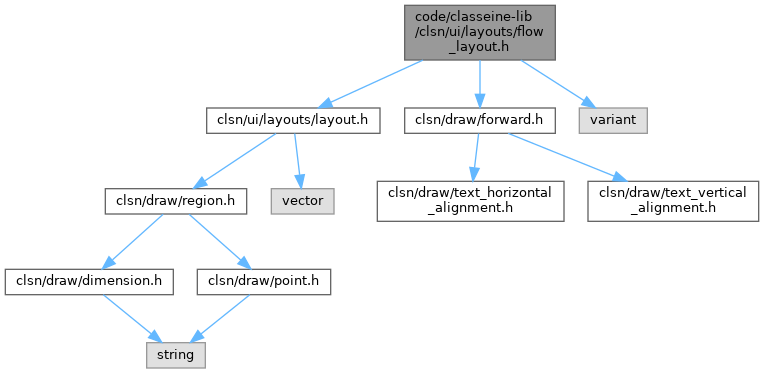 code/classeine-lib
/clsn/ui/layouts/flow
_layout.h
clsn/ui/layouts/layout.h
clsn/draw/forward.h
variant
clsn/draw/region.h
vector
clsn/draw/text_horizontal
_alignment.h
clsn/draw/text_vertical
_alignment.h
clsn/draw/dimension.h
clsn/draw/point.h
string